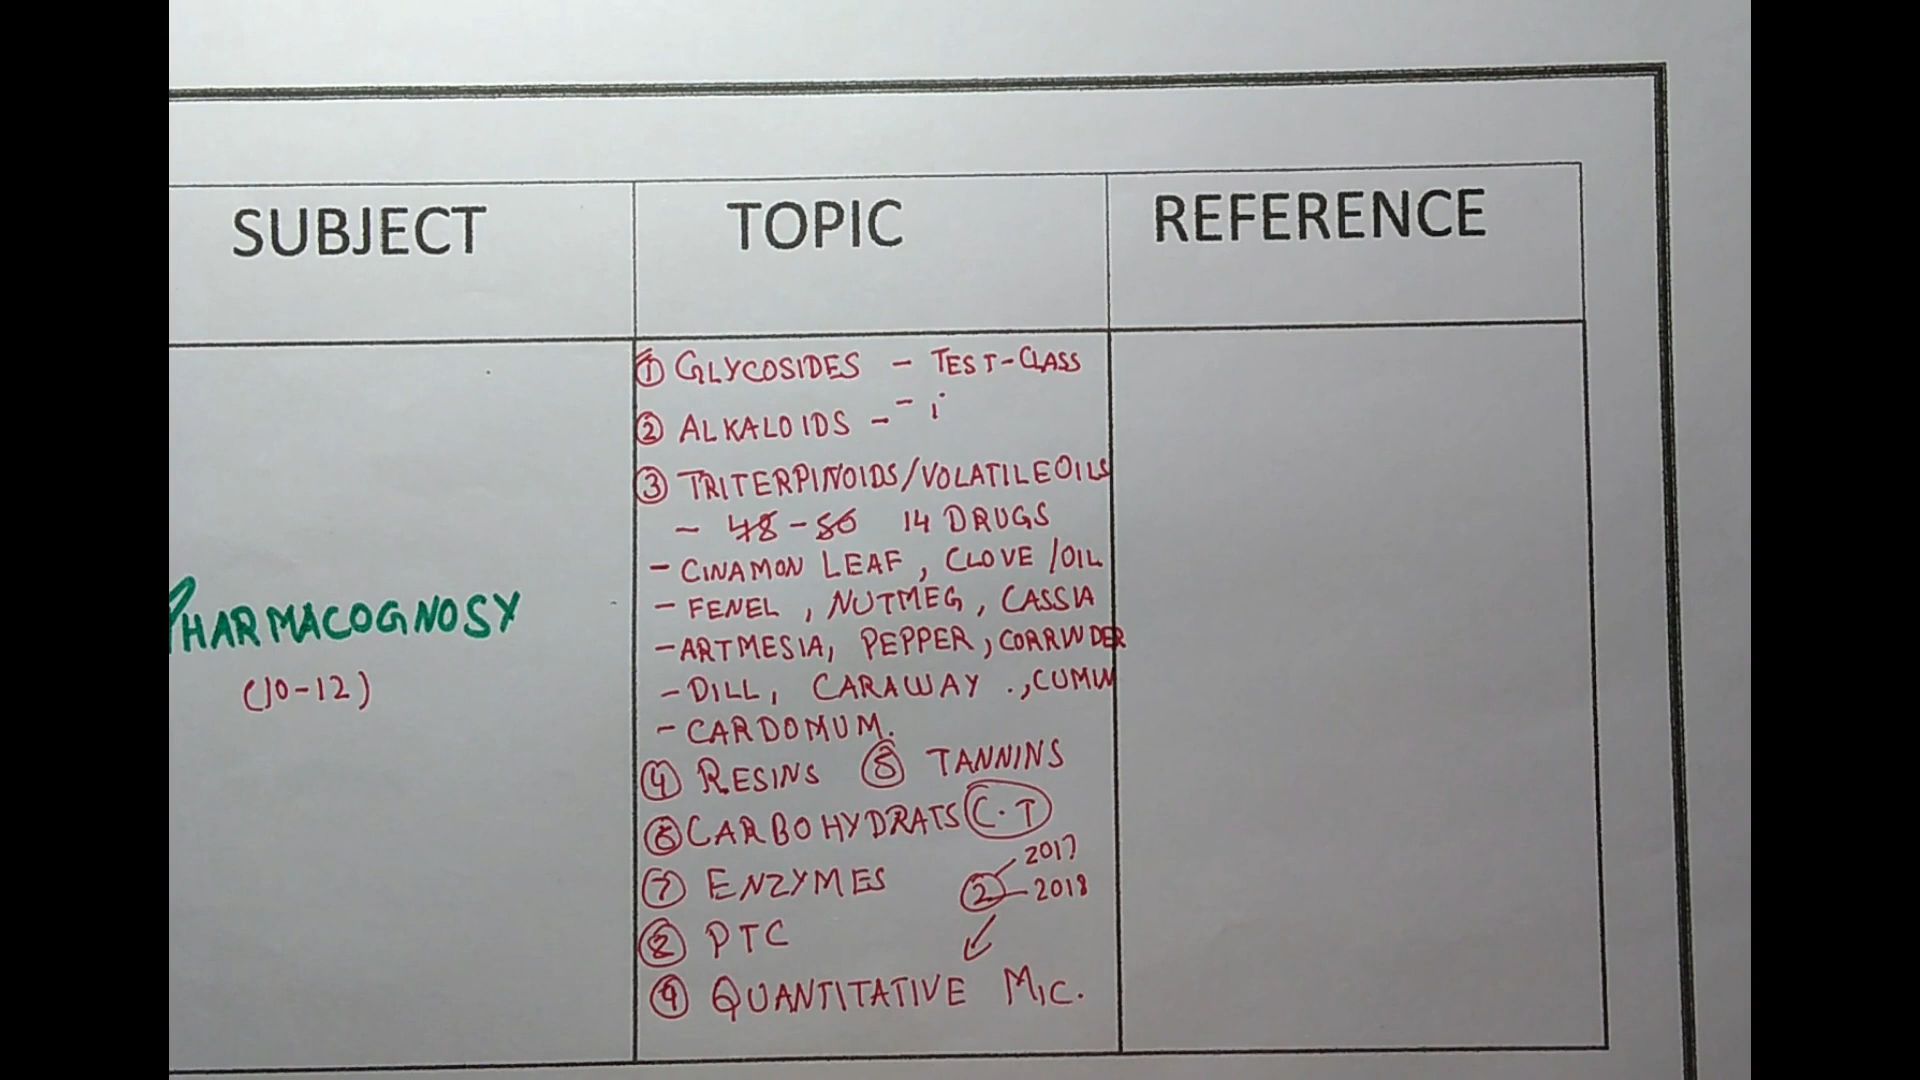 SUBJECT
TOPIC
REFERENCE
PHARMACOGNOSY
(10-12)
① GLYCOSIDES - TEST-CLASS
② ALKALOIDS - - i
③ TRITERPINOIDS/VOLATILE OILS
- 48-50 14 DRUGS
- CINAMON LEAF, CLOVE /OIL
- FENEL, NUTMEG, CASSIA
- ARTMESIA, PEPPER, CORRINDER
- DILL, CARAWAY ., CUMIN
- CARDOMUM.
④ RESINS ⑤ TANNINS
⑥ CARBOHYDRATS C.T
⑦ ENZYMES ② 2017
2018
⑧ PTC
⑨ QUANTITATIVE MIC.